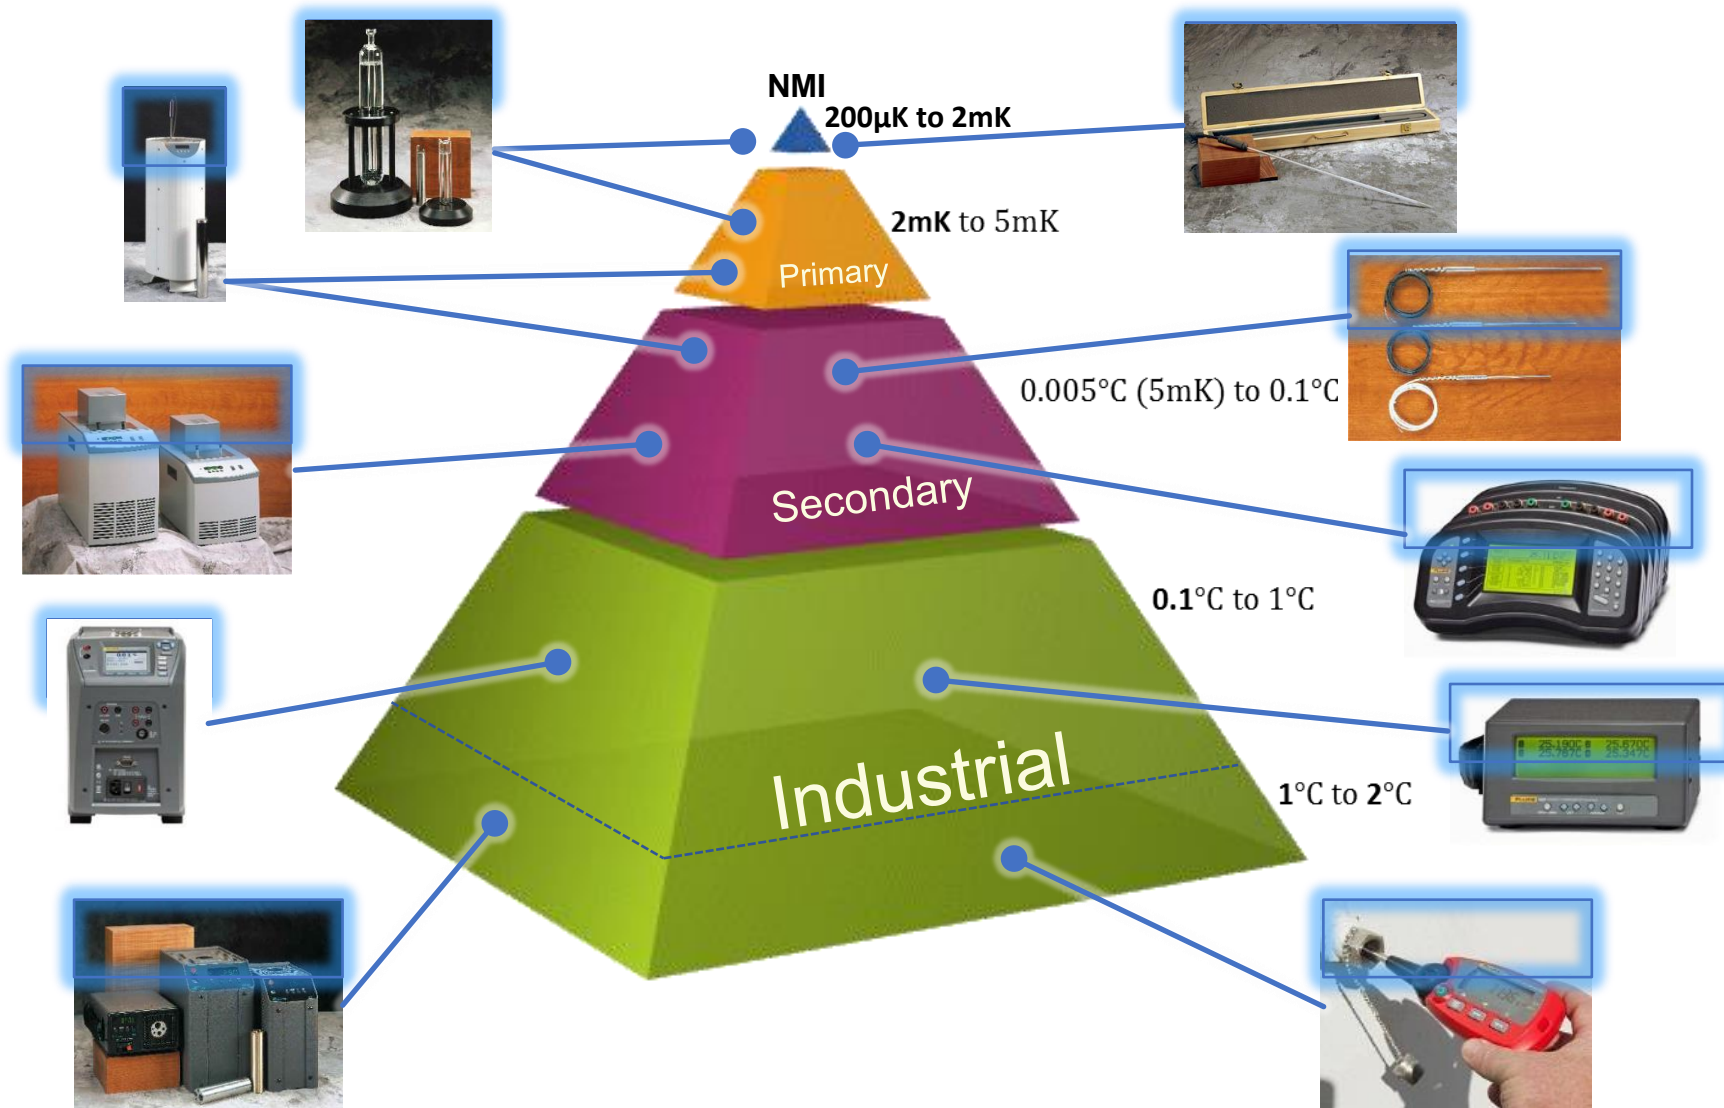 NMI
200μK to 2mK
2mK to 5mK
Primary
0.005°C (5mK) to 0.1°C
Secondary
0.1°C to 1°C
Industrial
1°C to 2°C